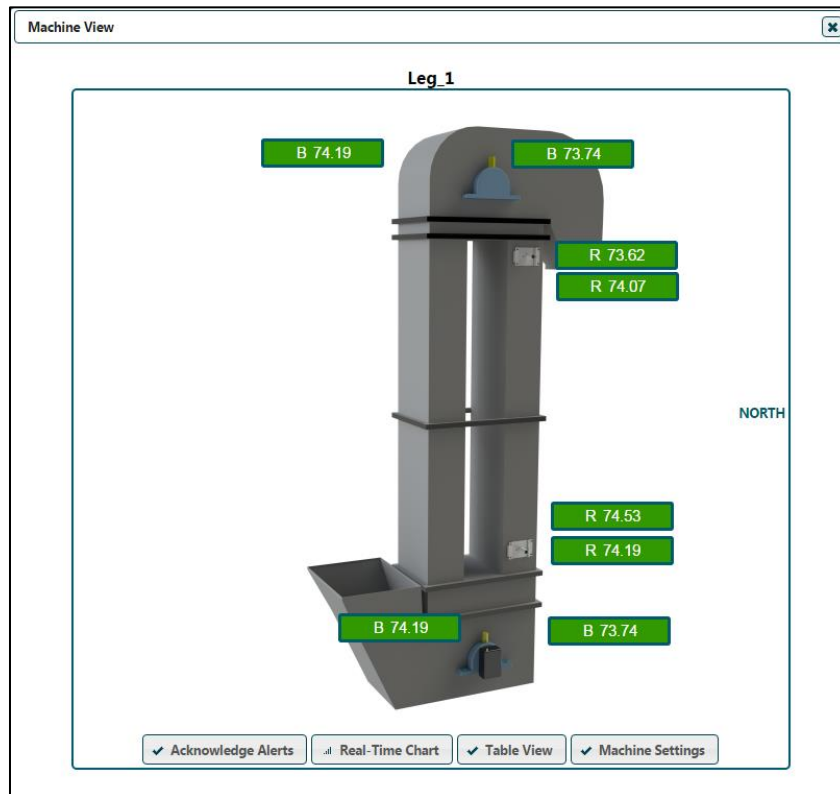 Machine View
Leg_1
B 74.19
B 73.74
R 73.62
R 74.07
NORTH
R 74.53
R 74.19
B 74.19
B 73.74
Acknowledge Alerts
Real-Time Chart
Table View
Machine Settings